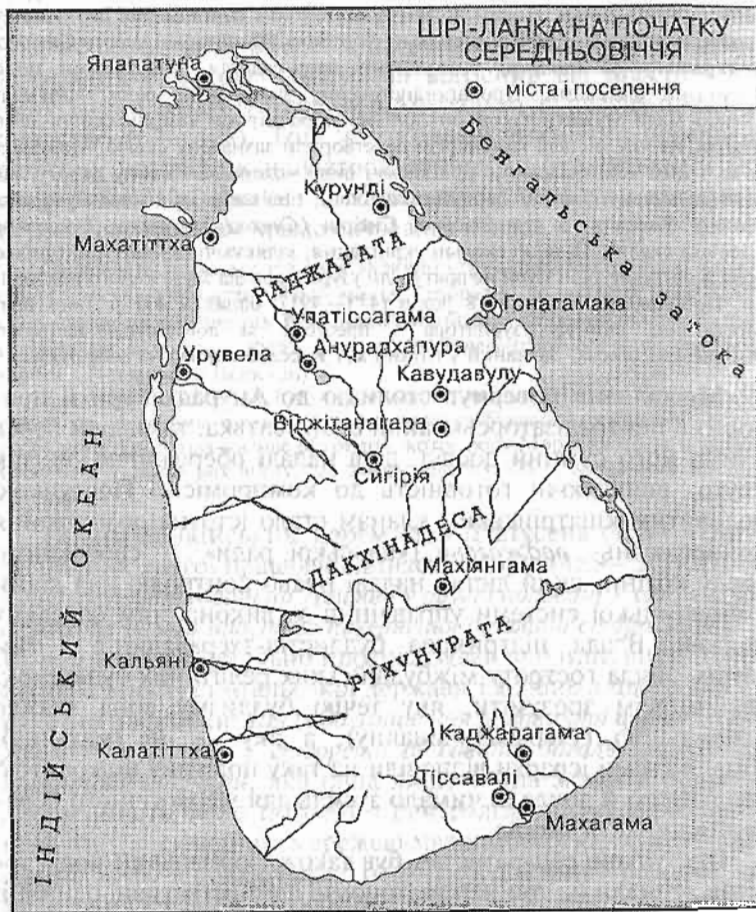 ШРІ-ЛАНКА НА ПОЧАТКУ
СЕРЕДНЬОВІЧЧЯ
міста і поселення
Япапатуна
Бенгальська затока
Курунді
Махатіттха
РАДЖАРАТА
Гонагамака
Упатіссагама
Анурадхапура
Урувела
Кавудавулу
Віджітанагара
Сигірія
ІНДІЙСЬКИЙ ОКЕАН
ДАКХІНАДЕСА
Махіянгама
РУХУНУРАТА
Кальяні
Каджарагама
Калатіттха
Тіссавалі
Махагама